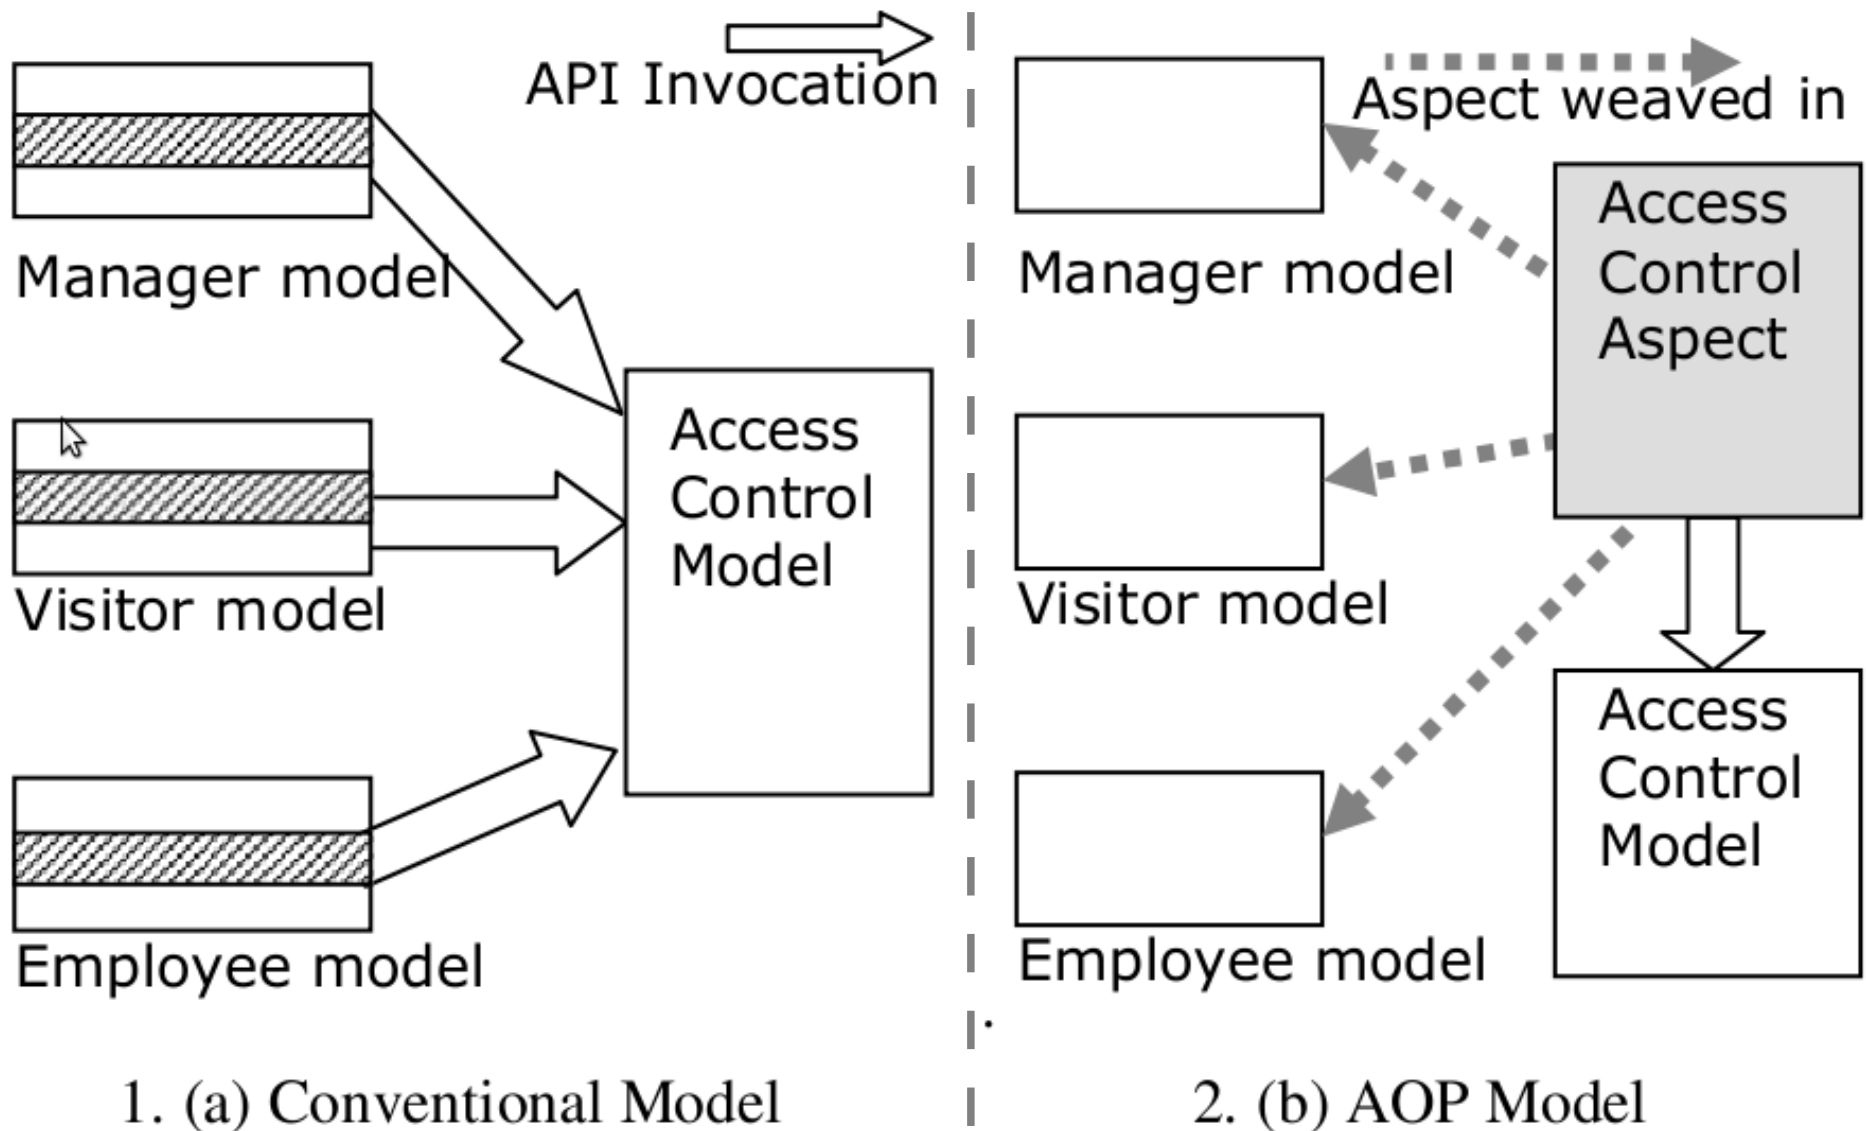 API Invocation
Manager model
Access
Control
Model
Visitor model
Employee model
1. (a) Conventional Model
Aspect weaved in
Manager model
Access
Control
Aspect
Visitor model
Access
Control
Model
Employee model
.
2. (b) AOP Model